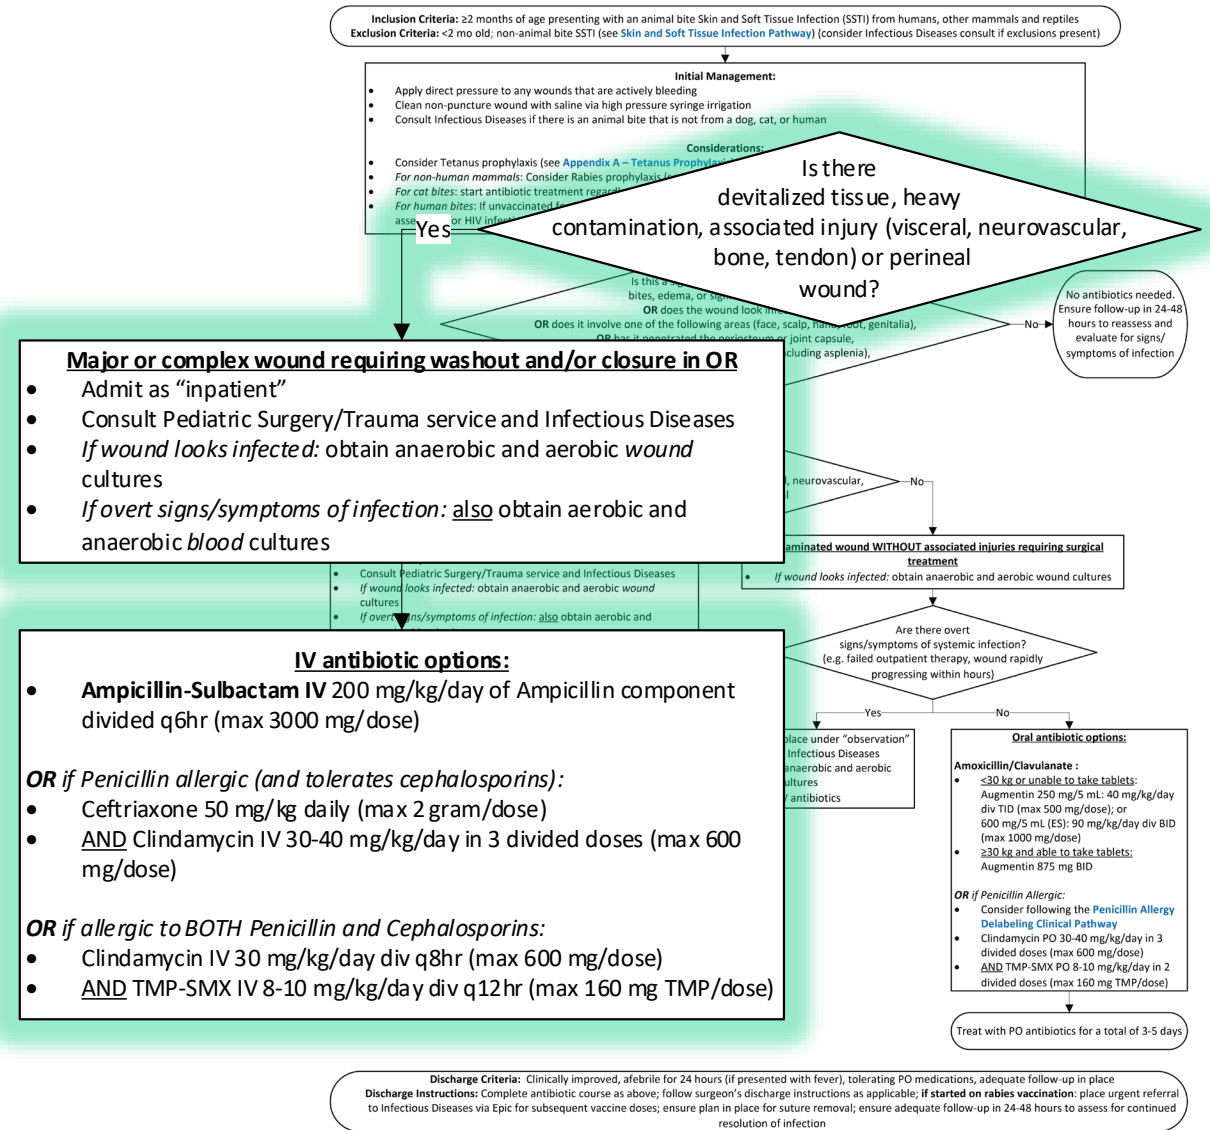 Inclusion Criteria: ≥2 months of age presenting with an animal bite Skin and Soft Tissue Infection (SSTI) from humans, other mammals and reptiles
Exclusion Criteria: <2 mo old; non-animal bite SSTI (see Skin and Soft Tissue Infection Pathway) (consider Infectious Diseases consult if exclusions present)
Initial Management:
• Apply direct pressure to any wounds that are actively bleeding
• Clean non-puncture wound with saline via high pressure syringe irrigation
• Consult Infectious Diseases if there is an animal bite that is not from a dog, cat, or human
Considerations:
• Consider Tetanus prophylaxis (see Appendix A – Tetanus Prophylaxis
• For non-human mammals: Consider Rabies prophylaxis
• For cat bites: start antibiotic treatment
• For human bites: If unvaccinated
or HIV
Is there
devitalized tissue, heavy
contamination, associated injury (visceral, neurovascular,
bone, tendon) or perineal
wound?
Yes
Is this a
bites, edema, or
OR does the wound look
OR does it involve one of the following areas (face, scalp, hand, foot, genitalia),
OR has it penetrated the periosteum or joint capsule,
including asplenia),
No
No antibiotics needed.
Ensure follow-up in 24-48
hours to reassess and
evaluate for signs/
symptoms of infection
Major or complex wound requiring washout and/or closure in OR
• Admit as “inpatient”
• Consult Pediatric Surgery/Trauma service and Infectious Diseases
• If wound looks infected: obtain anaerobic and aerobic wound
cultures
• If overt signs/symptoms of infection: also obtain aerobic and
anaerobic blood cultures
neurovascular,
No
wound WITHOUT associated injuries requiring surgical
treatment
• If wound looks infected: obtain anaerobic and aerobic wound cultures
• Consult Pediatric Surgery/Trauma service and Infectious Diseases
• If wound looks infected: obtain anaerobic and aerobic wound
cultures
• If overt signs/symptoms of infection: also obtain aerobic and
Are there overt
signs/symptoms of systemic infection?
(e.g. failed outpatient therapy, wound rapidly
progressing within hours)
Yes
No
IV antibiotic options:
• Ampicillin-Sulbactam IV 200 mg/kg/day of Ampicillin component
divided q6hr (max 3000 mg/dose)
OR if Penicillin allergic (and tolerates cephalosporins):
• Ceftriaxone 50 mg/kg daily (max 2 gram/dose)
• AND Clindamycin IV 30-40 mg/kg/day in 3 divided doses (max 600
mg/dose)
OR if allergic to BOTH Penicillin and Cephalosporins:
• Clindamycin IV 30 mg/kg/day div q8hr (max 600 mg/dose)
• AND TMP-SMX IV 8-10 mg/kg/day div q12hr (max 160 mg TMP/dose)
place under “observation”
Infectious Diseases
anaerobic and aerobic
antibiotics
Oral antibiotic options:
Amoxicillin/Clavulanate :
• <30 kg or unable to take tablets:
Augmentin 250 mg/5 mL: 40 mg/kg/day
div TID (max 500 mg/dose); or
600 mg/5 mL (ES): 90 mg/kg/day div BID
(max 1000 mg/dose)
• ≥30 kg and able to take tablets:
Augmentin 875 mg BID
OR if Penicillin Allergic:
• Consider following the Penicillin Allergy
Delabeling Clinical Pathway
• Clindamycin PO 30-40 mg/kg/day in 3
divided doses (max 600 mg/dose)
• AND TMP-SMX PO 8-10 mg/kg/day in 2
divided doses (max 160 mg TMP/dose)
Treat with PO antibiotics for a total of 3-5 days
Discharge Criteria: Clinically improved, afebrile for 24 hours (if presented with fever), tolerating PO medications, adequate follow-up in place
Discharge Instructions: Complete antibiotic course as above; follow surgeon’s discharge instructions as applicable; if started on rabies vaccination: place urgent referral
to Infectious Diseases via Epic for subsequent vaccine doses; ensure plan in place for suture removal; ensure adequate follow-up in 24-48 hours to assess for continued
resolution of infection